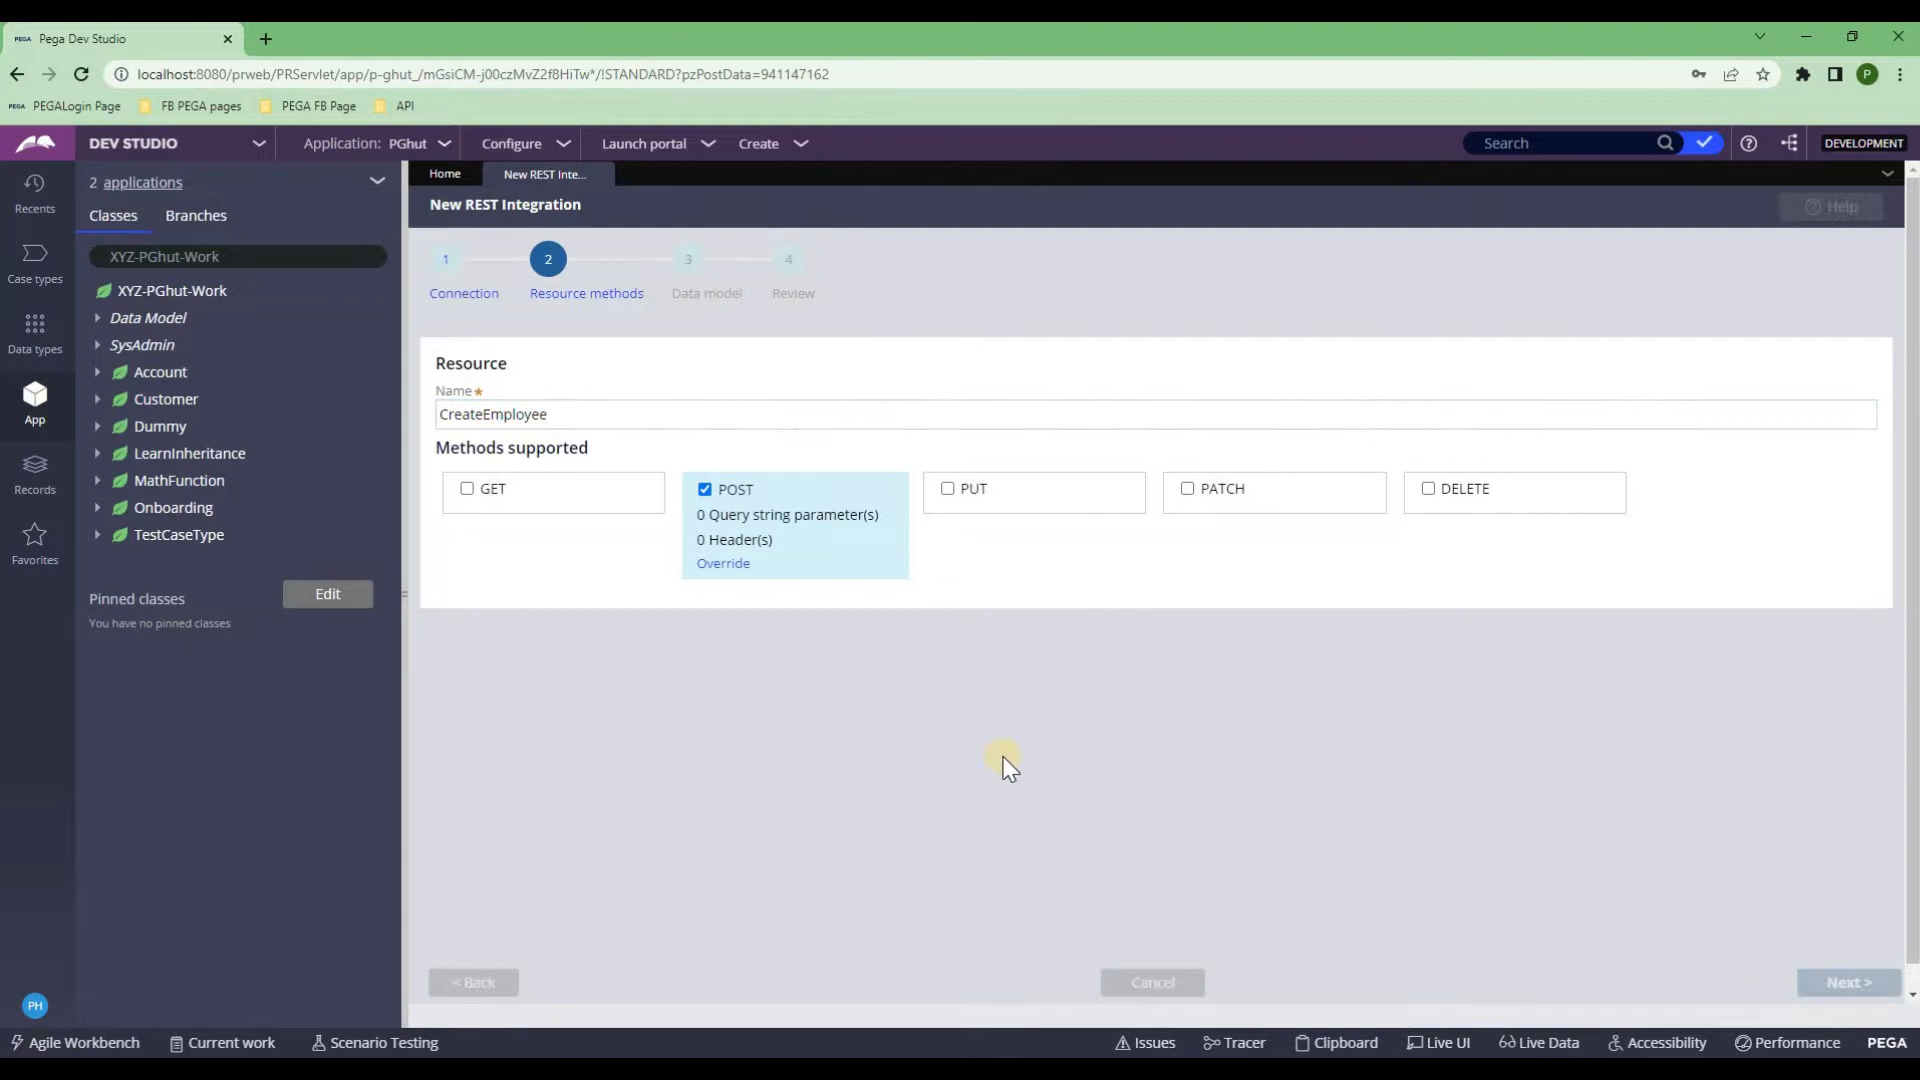 PEGA Pega Dev Studio
localhost:8080/prweb/PRServlet/app/p-ghut_/mGsiCM-j00czMvZ2f8HiTw*/!STANDARD?pzPostData=941147162
P
PEGA PEGALogin Page FB PEGA pages PEGA FB Page API
DEV STUDIO Application: PGhut Configure Launch portal Create Search DEVELOPMENT
Recents
Case types
Data types
App
Records
Favorites
PH
2 applications
Classes Branches
XYZ-PGhut-Work
XYZ-PGhut-Work
Data Model
SysAdmin
Account
Customer
Dummy
LearnInheritance
MathFunction
Onboarding
TestCaseType
Pinned classes Edit
You have no pinned classes
Home New REST Inte...
New REST Integration Help
1 2 3 4
Connection Resource methods Data model Review
Resource
Name★
CreateEmployee
Methods supported
GET POST PUT PATCH DELETE
0 Query string parameter(s)
0 Header(s)
Override
< Back Cancel Next >
Agile Workbench Current work Scenario Testing Issues Tracer Clipboard Live UI Live Data Accessibility Performance PEGA